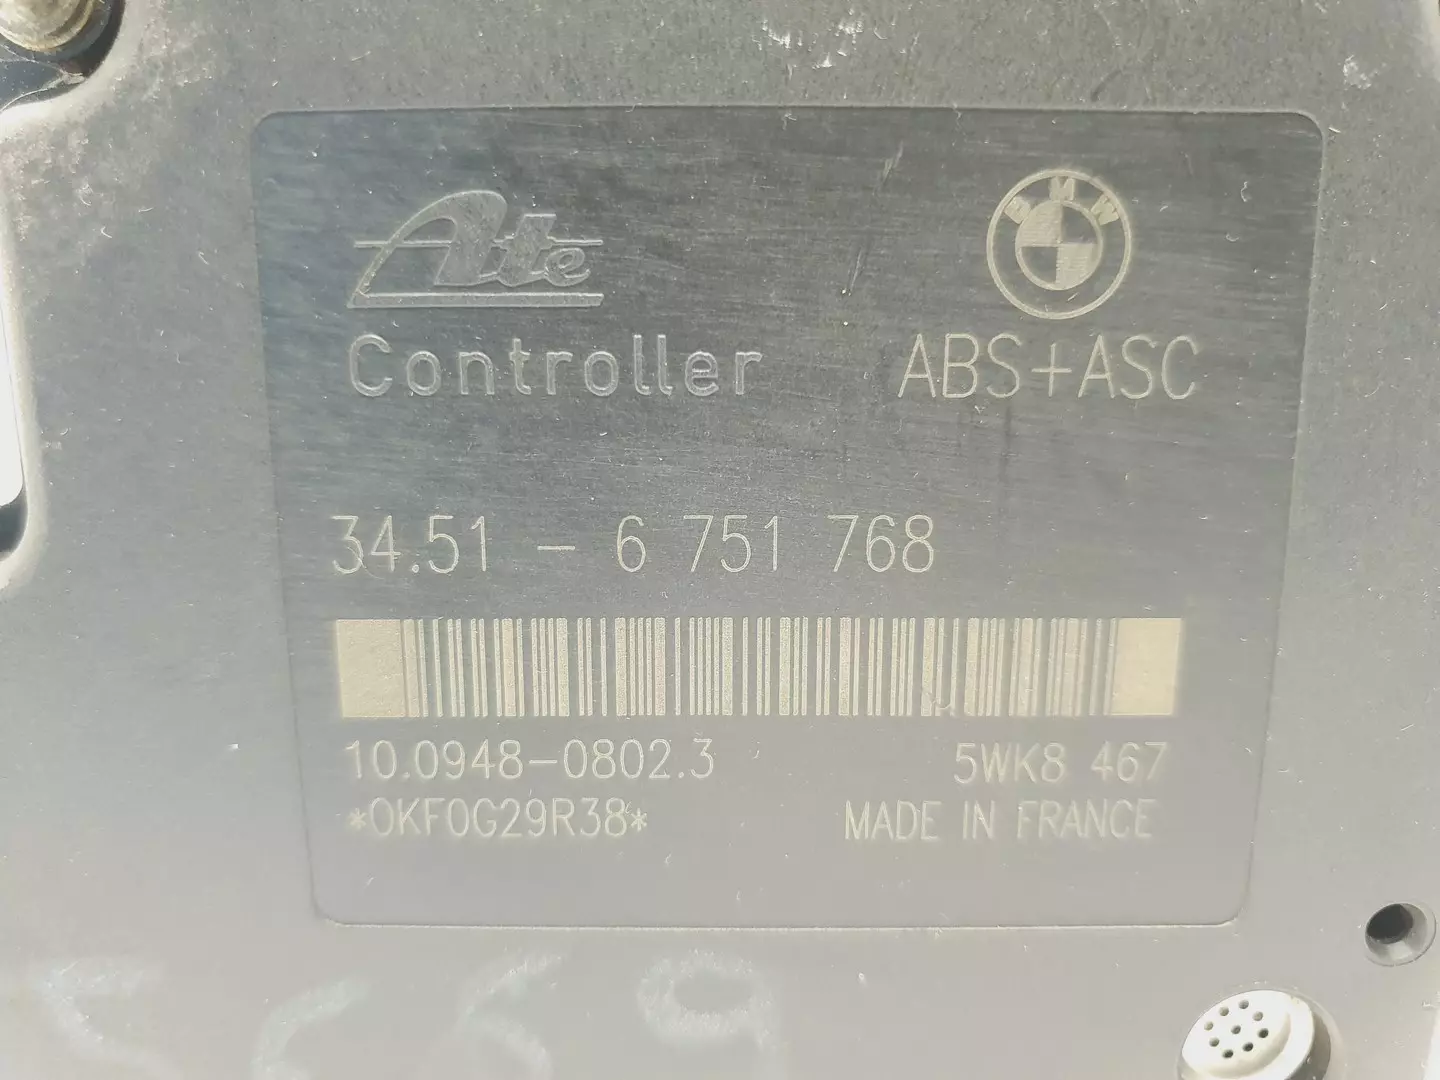 Ate
BMW
Controller ABS+ASC
34.51 - 6 751 768
10.0948-0802.3 5WK8 467
*OKF0G29R38* MADE IN FRANCE